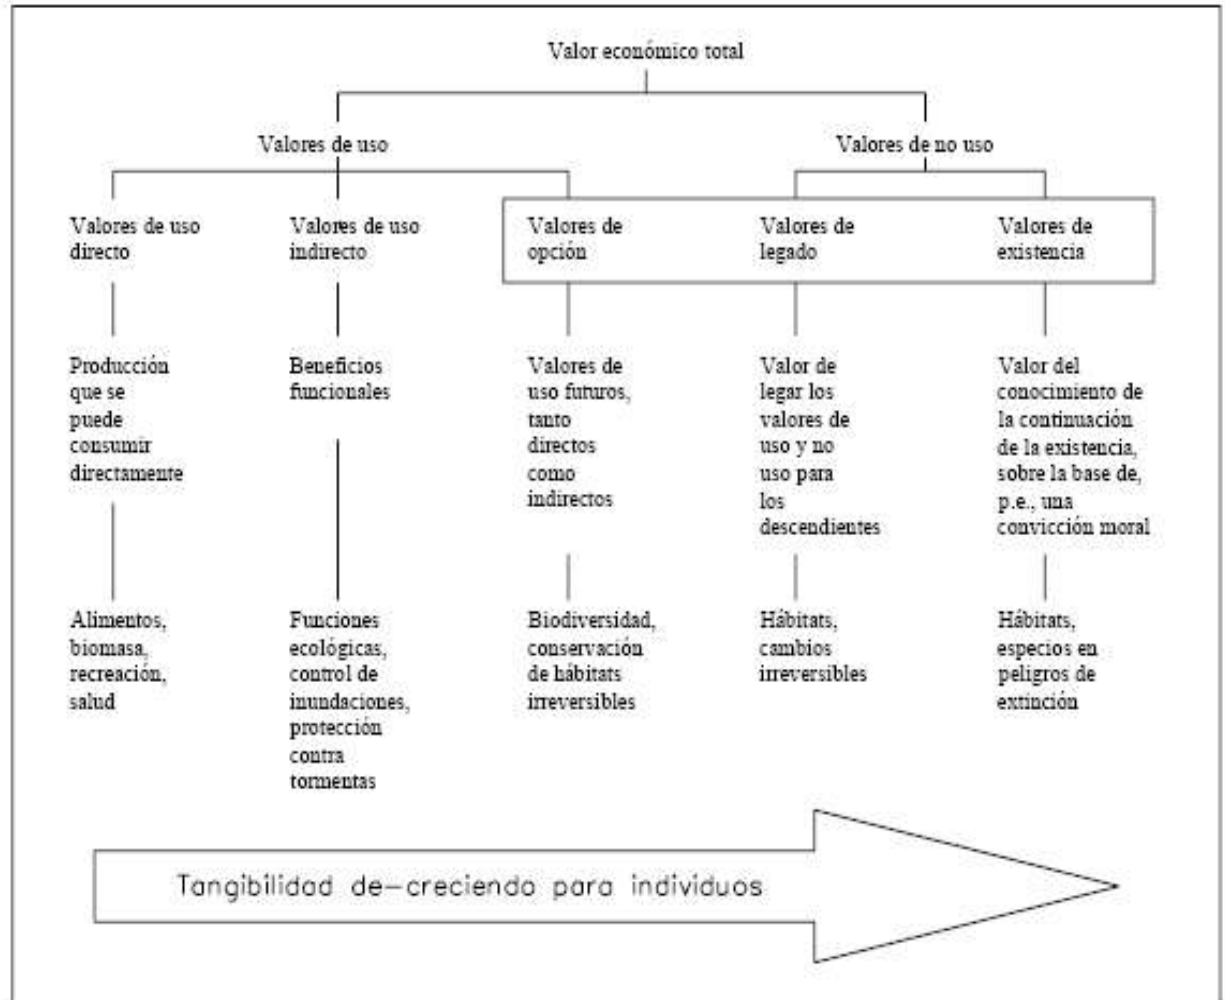 Valor económico total
Valores de uso
Valores de no uso
Valores de uso
directo
Valores de uso
indirecto
Valores de
opción
Valores de
legado
Valores de
existencia
Producción
que se
puede
consumir
directamente
Beneficios
funcionales
Valores de
uso futuros,
tanto
directos
como
indirectos
Valor de
legar los
valores de
uso y no
uso para
los
descendientes
Valor del
conocimiento de
la continuación
de la existencia,
sobre la base de,
p.e., una
convicción moral
Alimentos,
biomasa,
recreación,
salud
Funciones
ecológicas,
control de
inundaciones,
protección
contra
tormentas
Biodiversidad,
conservación
de hábitats
irreversibles
Hábitats,
cambios
irreversibles
Hábitats,
especios en
peligros de
extinción
Tangibilidad de-creciendo para individuos